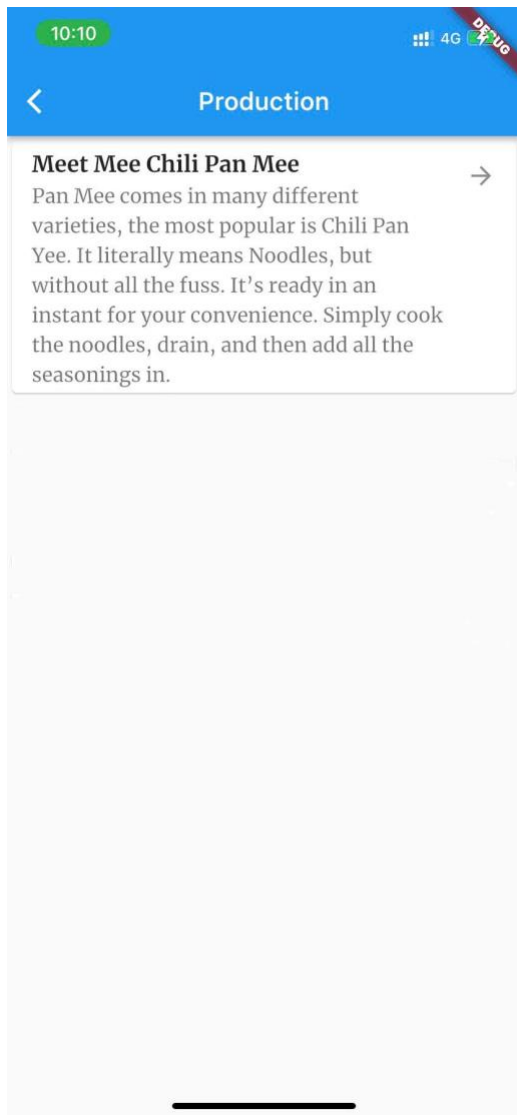 10:10
4G
DEBUG
Production
Meet Mee Chili Pan Mee
Pan Mee comes in many different
varieties, the most popular is Chili Pan
Yee. It literally means Noodles, but
without all the fuss. It’s ready in an
instant for your convenience. Simply cook
the noodles, drain, and then add all the
seasonings in.